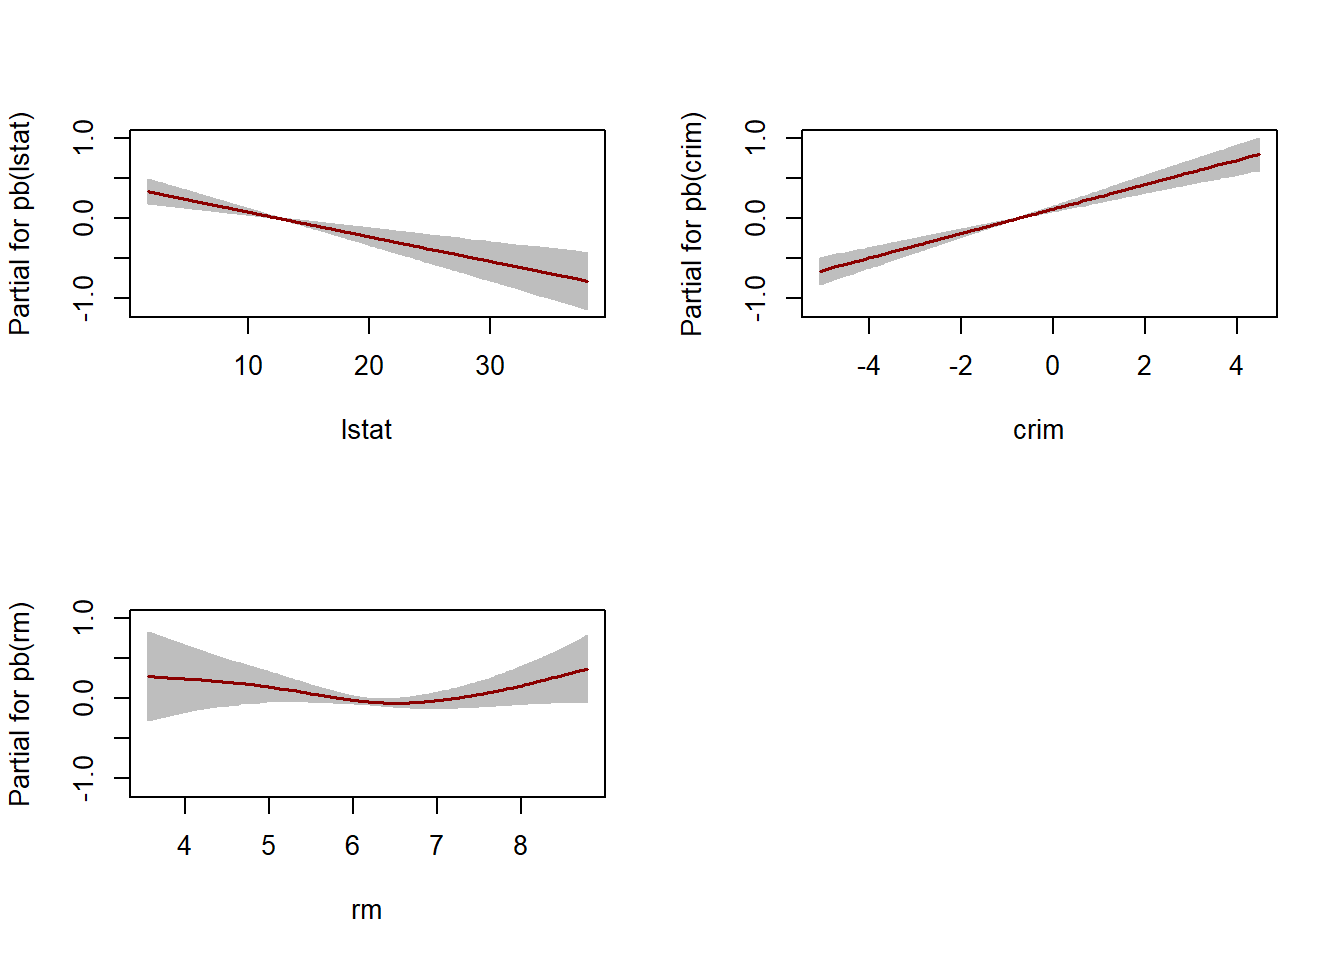 Partial for pb(lstat)
1.0
0.0
-1.0
10 20 30
lstat
Partial for pb(crim)
1.0
0.0
-1.0
-4 -2 0 2 4
crim
Partial for pb(rm)
1.0
0.0
-1.0
4 5 6 7 8
rm